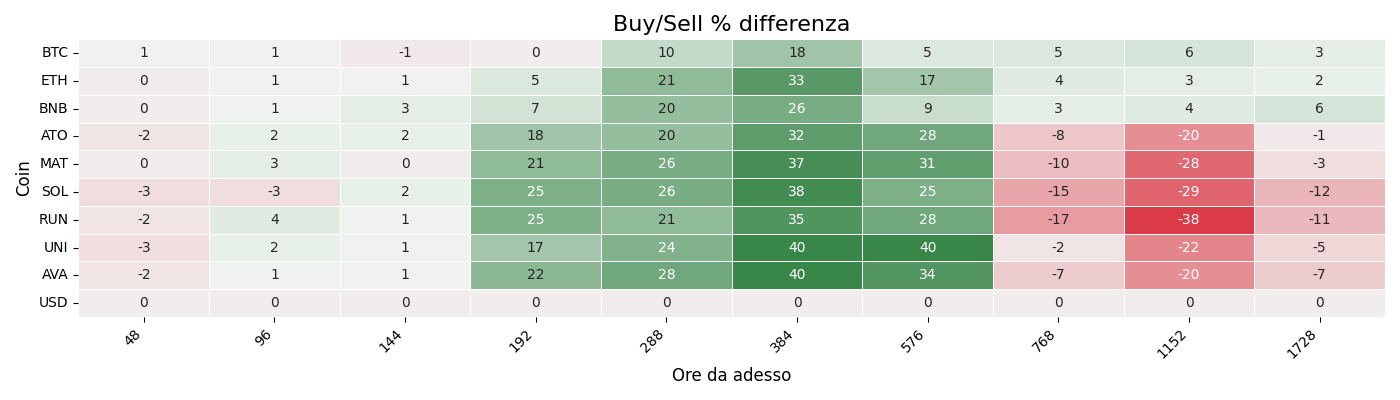 Buy/Sell % differenza
Coin
BTC 1 1 -1 0 10 18 5 5 6 3
ETH 0 1 1 5 21 33 17 4 3 2
BNB 0 1 3 7 20 26 9 3 4 6
ATO -2 2 2 18 20 32 28 -8 -20 -1
MAT 0 3 0 21 26 37 31 -10 -28 -3
SOL -3 -3 2 25 26 38 25 -15 -29 -12
RUN -2 4 1 25 21 35 28 -17 -38 -11
UNI -3 2 1 17 24 40 40 -2 -22 -5
AVA -2 1 1 22 28 40 34 -7 -20 -7
USD 0 0 0 0 0 0 0 0 0 0
48 96 144 192 288 384 576 768 1152 1728
Ore da adesso